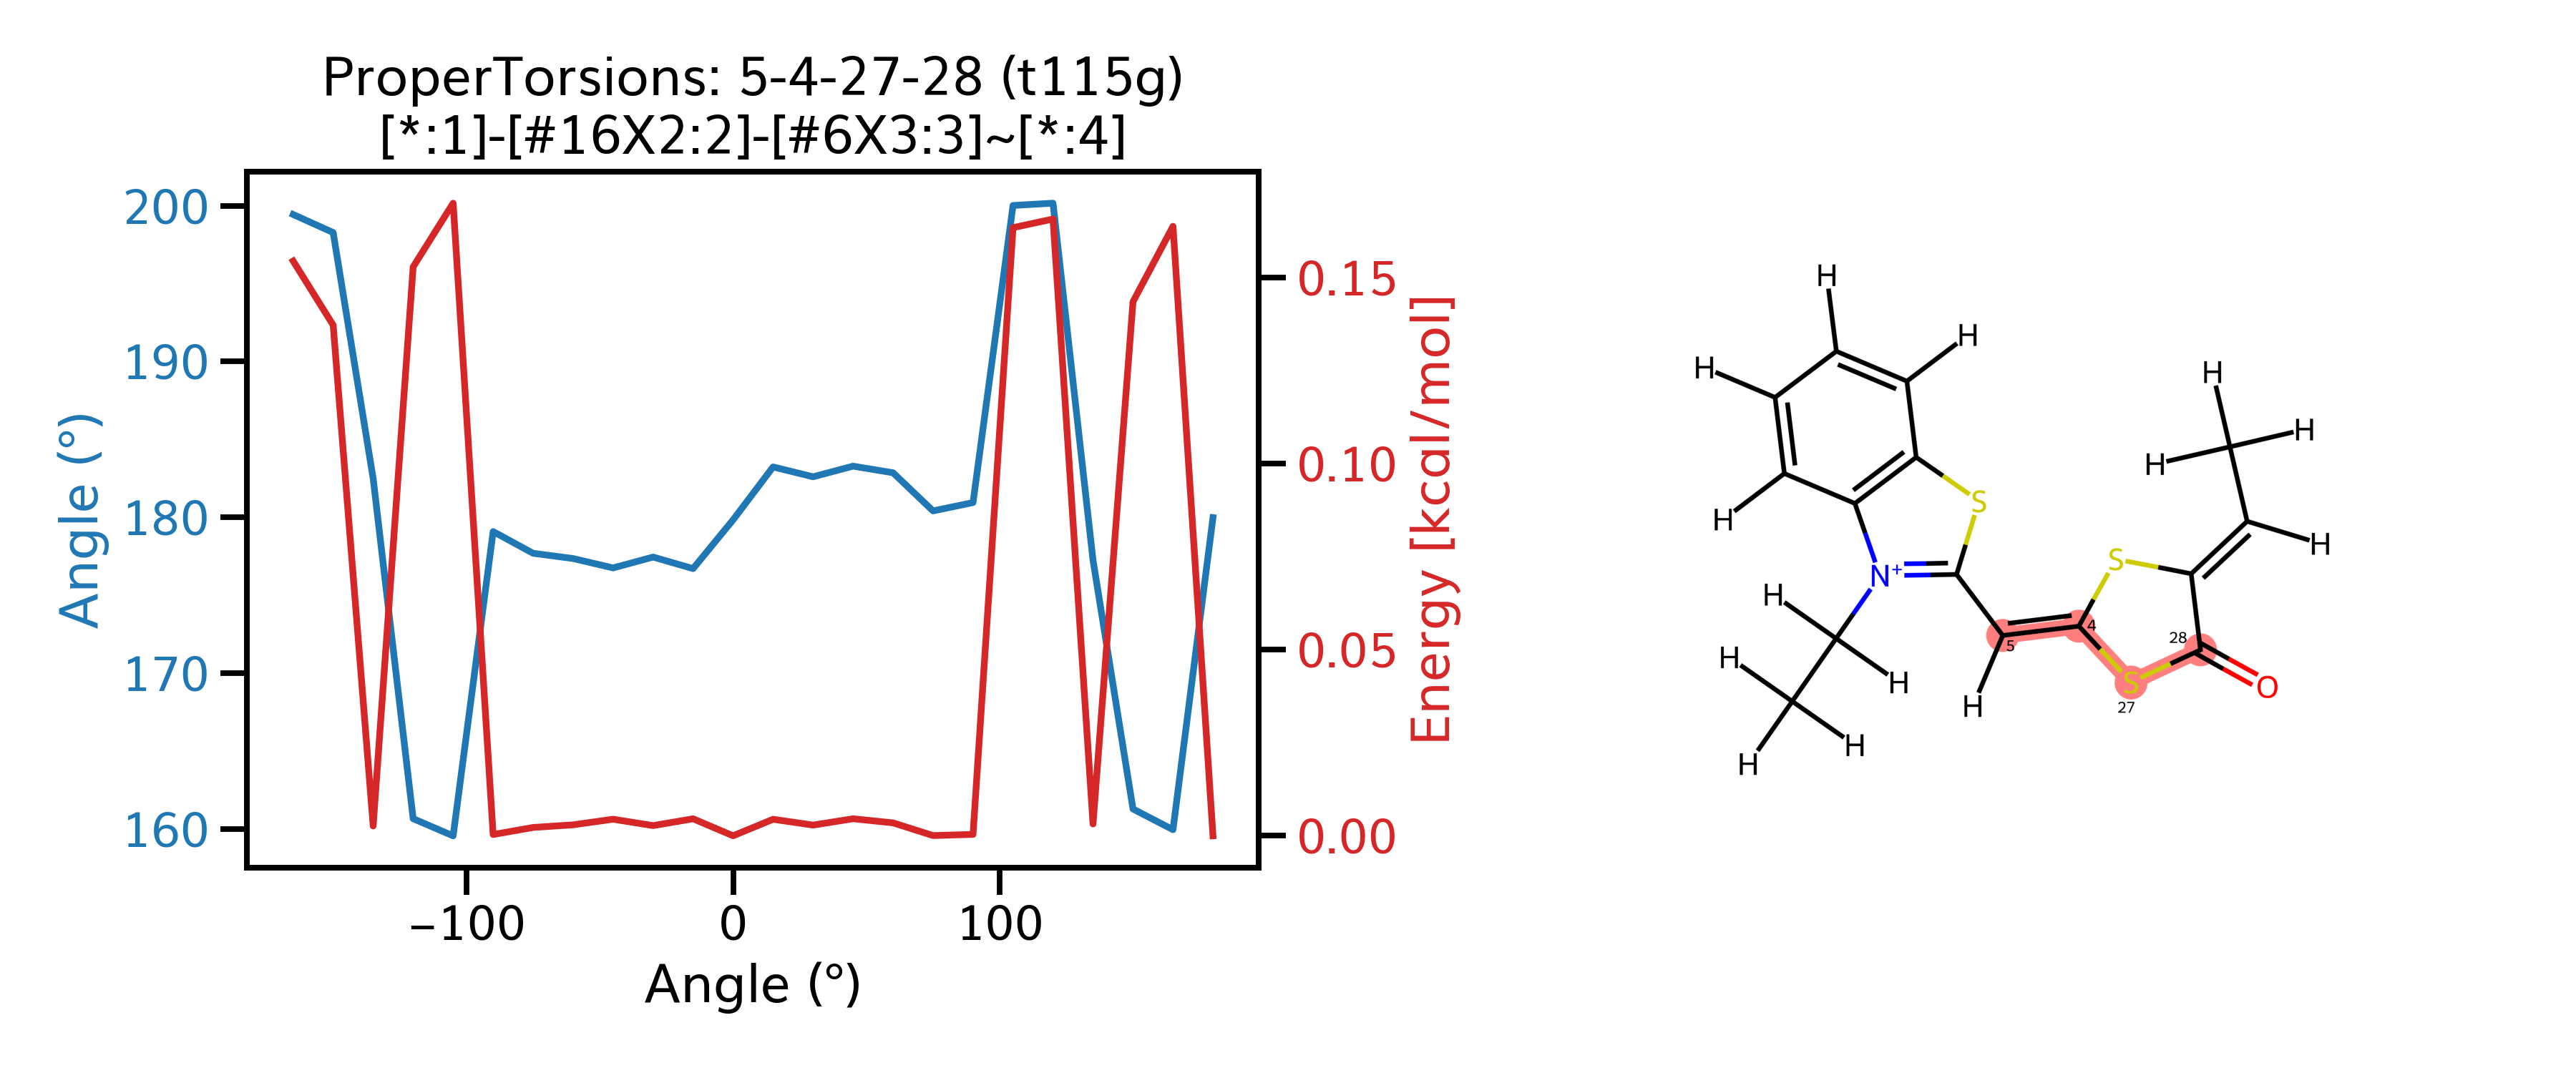 ProperTorsions: 5-4-27-28 (t115g)
[*:1]-[#16X2:2]-[#6X3:3]~[*:4]
200
190
180
170
160
Angle (°)
0.15
0.10
0.05
0.00
Energy [kcal/mol]
−100
0
100
Angle (°)
H
H
H
H
H
H
H
S
H
H
S
N+
H
28
4
5
H
H
S
O
27
H
H
H